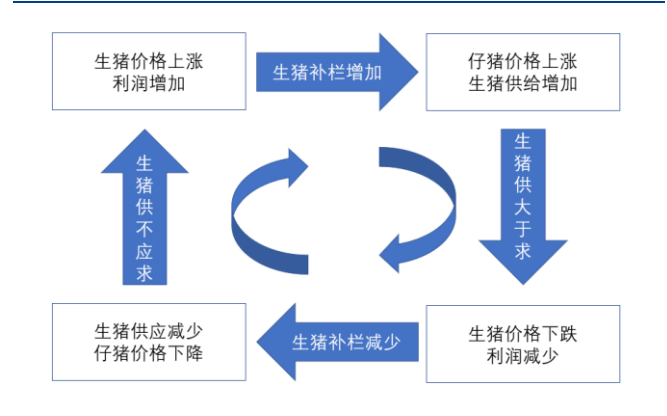 生猪价格上涨
利润增加
生猪补栏增加
仔猪价格上涨
生猪供给增加
生猪供大于求
生猪价格下跌
利润减少
生猪补栏减少
生猪供应减少
仔猪价格下降
生猪供不应求